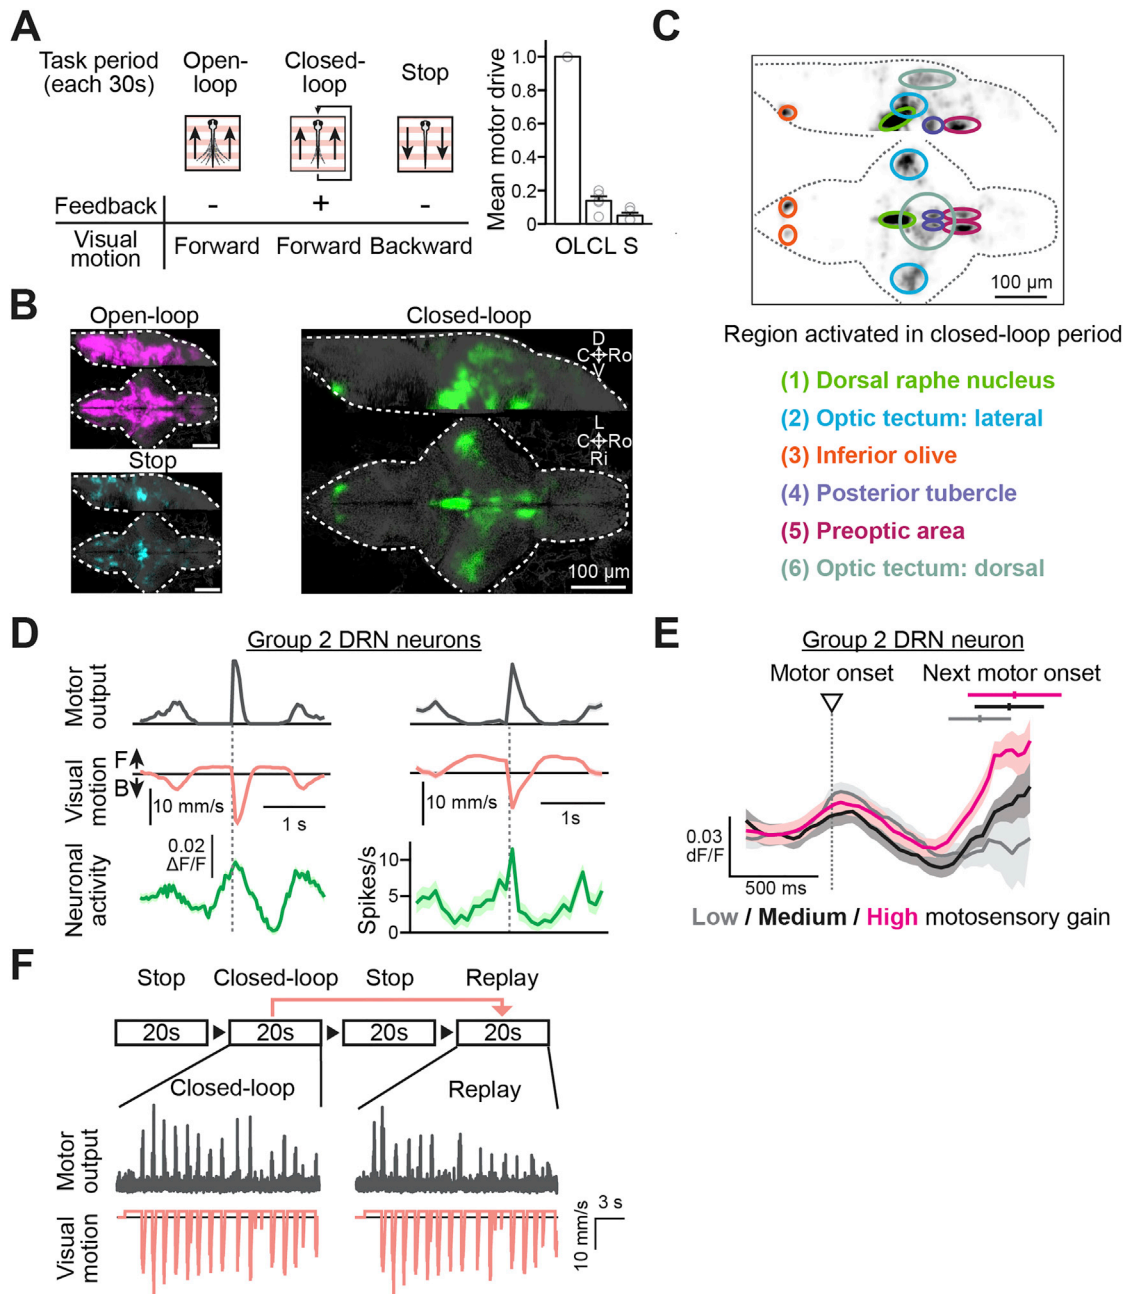 A
Task period
(each 30s)
Open-
loop
Closed-
loop
Stop
Feedback
-
+
-
Visual
motion
Forward
Forward
Backward
Mean motor drive
1.0
0.8
0.6
0.4
0.2
0
OL CL S
B
Open-loop
Stop
Closed-loop
D
C Ro
V
L
C Ro
Ri
100 µm
C
100 µm
Region activated in closed-loop period
(1) Dorsal raphe nucleus
(2) Optic tectum: lateral
(3) Inferior olive
(4) Posterior tubercle
(5) Preoptic area
(6) Optic tectum: dorsal
D
Group 2 DRN neurons
Motor
output
Visual
motion
F
B
10 mm/s
1 s
10 mm/s
1s
Neuronal
activity
0.02
ΔF/F
Spikes/s
10
5
0
E
Group 2 DRN neuron
Motor onset
Next motor onset
0.03
dF/F
500 ms
Low / Medium / High motosensory gain
F
Stop
Closed-loop
Stop
Replay
20s
20s
20s
20s
Closed-loop
Replay
Motor
output
Visual
motion
3 s
10 mm/s